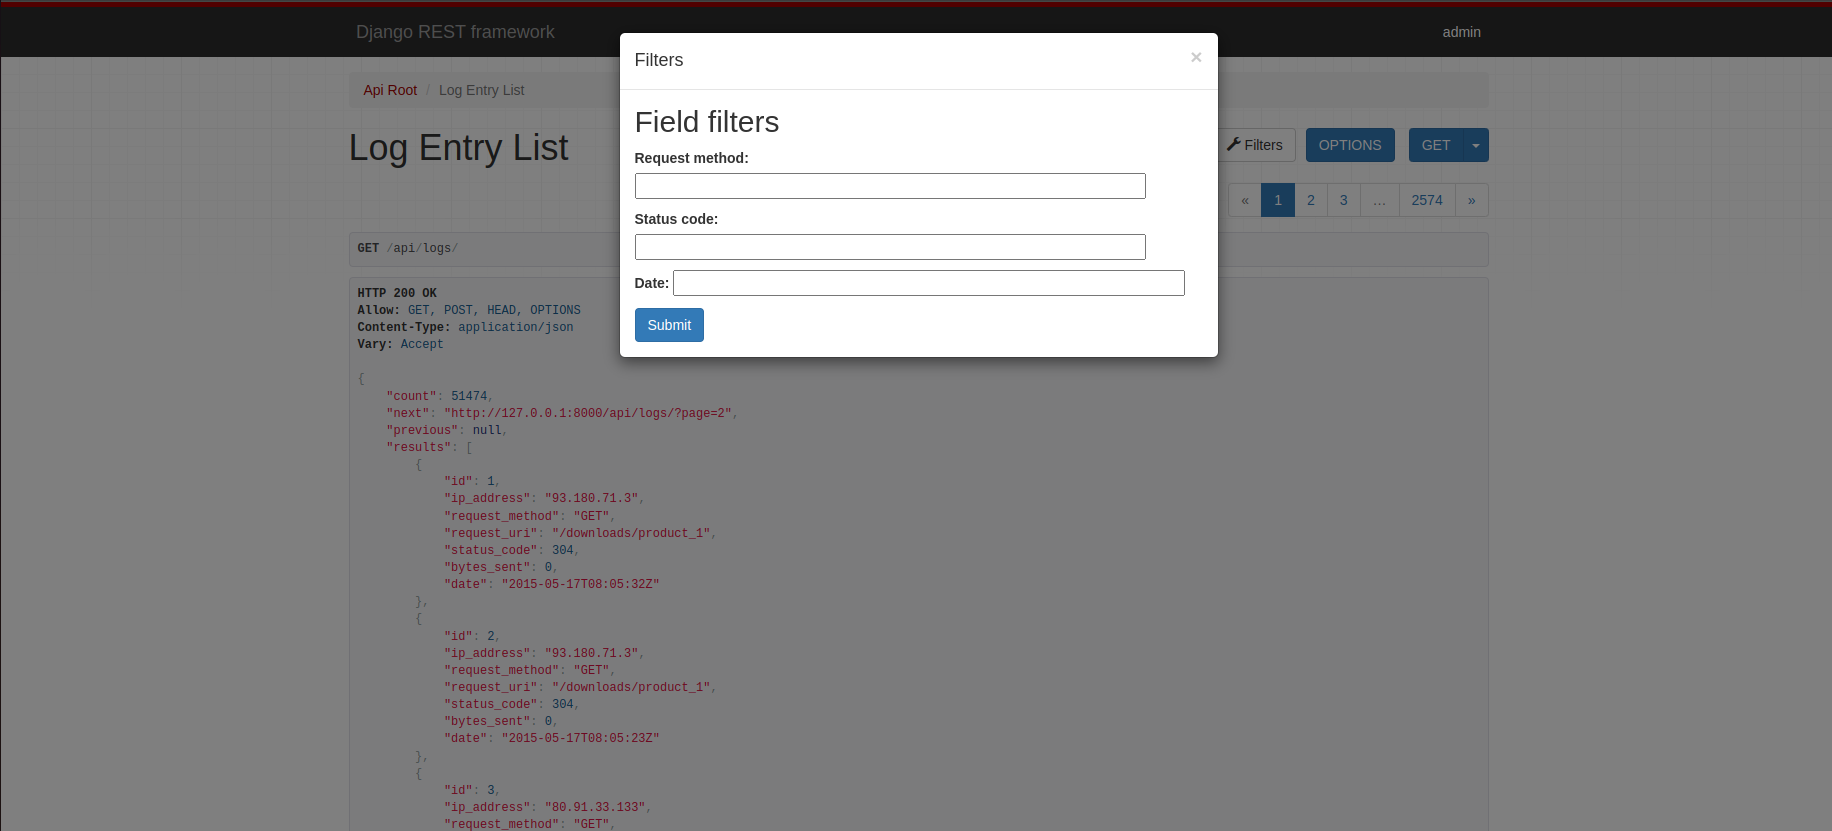 Django REST framework
admin
Filters
×
Api Root / Log Entry List
Field filters
Log Entry List
Filters
OPTIONS
GET
Request method:
« 1 2 3 … 2574 »
Status code:
GET /api/logs/
Date:
HTTP 200 OK
Allow: GET, POST, HEAD, OPTIONS
Content-Type: application/json
Vary: Accept
Submit
{
"count": 51474,
"next": "http://127.0.0.1:8000/api/logs/?page=2",
"previous": null,
"results": [
{
"id": 1,
"ip_address": "93.180.71.3",
"request_method": "GET",
"request_uri": "/downloads/product_1",
"status_code": 304,
"bytes_sent": 0,
"date": "2015-05-17T08:05:32Z"
},
{
"id": 2,
"ip_address": "93.180.71.3",
"request_method": "GET",
"request_uri": "/downloads/product_1",
"status_code": 304,
"bytes_sent": 0,
"date": "2015-05-17T08:05:23Z"
},
{
"id": 3,
"ip_address": "80.91.33.133",
"request_method": "GET",